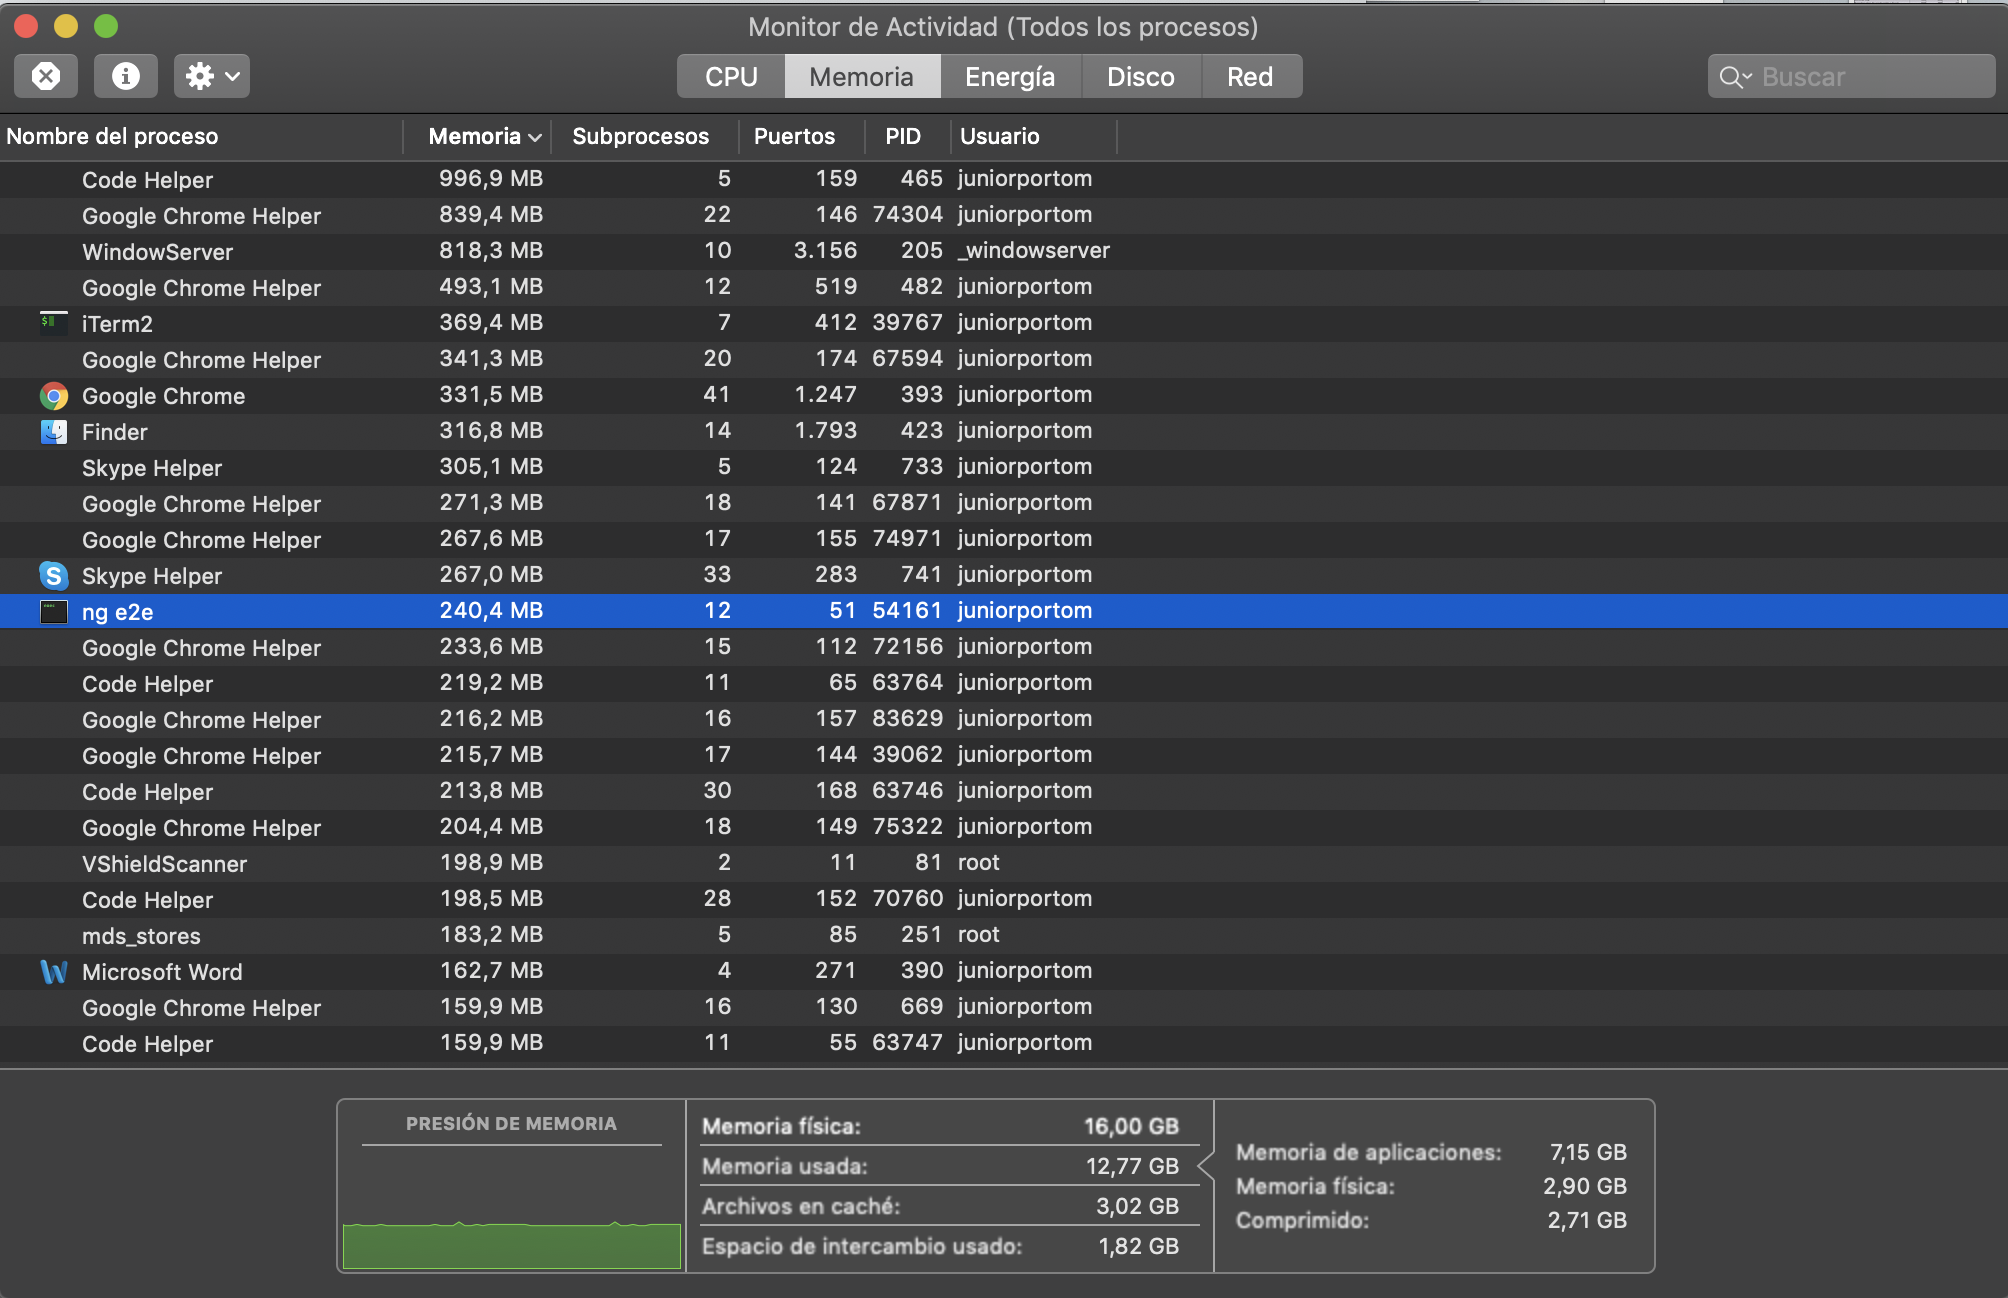 Monitor de Actividad (Todos los procesos)
CPU Memoria Energía Disco Red Buscar
Nombre del proceso Memoria Subprocesos Puertos PID Usuario
Code Helper 996,9 MB 5 159 465 juniorportom
Google Chrome Helper 839,4 MB 22 146 74304 juniorportom
WindowServer 818,3 MB 10 3.156 205 _windowserver
Google Chrome Helper 493,1 MB 12 519 482 juniorportom
iTerm2 369,4 MB 7 412 39767 juniorportom
Google Chrome Helper 341,3 MB 20 174 67594 juniorportom
Google Chrome 331,5 MB 41 1.247 393 juniorportom
Finder 316,8 MB 14 1.793 423 juniorportom
Skype Helper 305,1 MB 5 124 733 juniorportom
Google Chrome Helper 271,3 MB 18 141 67871 juniorportom
Google Chrome Helper 267,6 MB 17 155 74971 juniorportom
Skype Helper 267,0 MB 33 283 741 juniorportom
ng e2e 240,4 MB 12 51 54161 juniorportom
Google Chrome Helper 233,6 MB 15 112 72156 juniorportom
Code Helper 219,2 MB 11 65 63764 juniorportom
Google Chrome Helper 216,2 MB 16 157 83629 juniorportom
Google Chrome Helper 215,7 MB 17 144 39062 juniorportom
Code Helper 213,8 MB 30 168 63746 juniorportom
Google Chrome Helper 204,4 MB 18 149 75322 juniorportom
VShieldScanner 198,9 MB 2 11 81 root
Code Helper 198,5 MB 28 152 70760 juniorportom
mds_stores 183,2 MB 5 85 251 root
Microsoft Word 162,7 MB 4 271 390 juniorportom
Google Chrome Helper 159,9 MB 16 130 669 juniorportom
Code Helper 159,9 MB 11 55 63747 juniorportom
PRESIÓN DE MEMORIA
Memoria física: 16,00 GB
Memoria usada: 12,77 GB
Archivos en caché: 3,02 GB
Espacio de intercambio usado: 1,82 GB
Memoria de aplicaciones: 7,15 GB
Memoria física: 2,90 GB
Comprimido: 2,71 GB